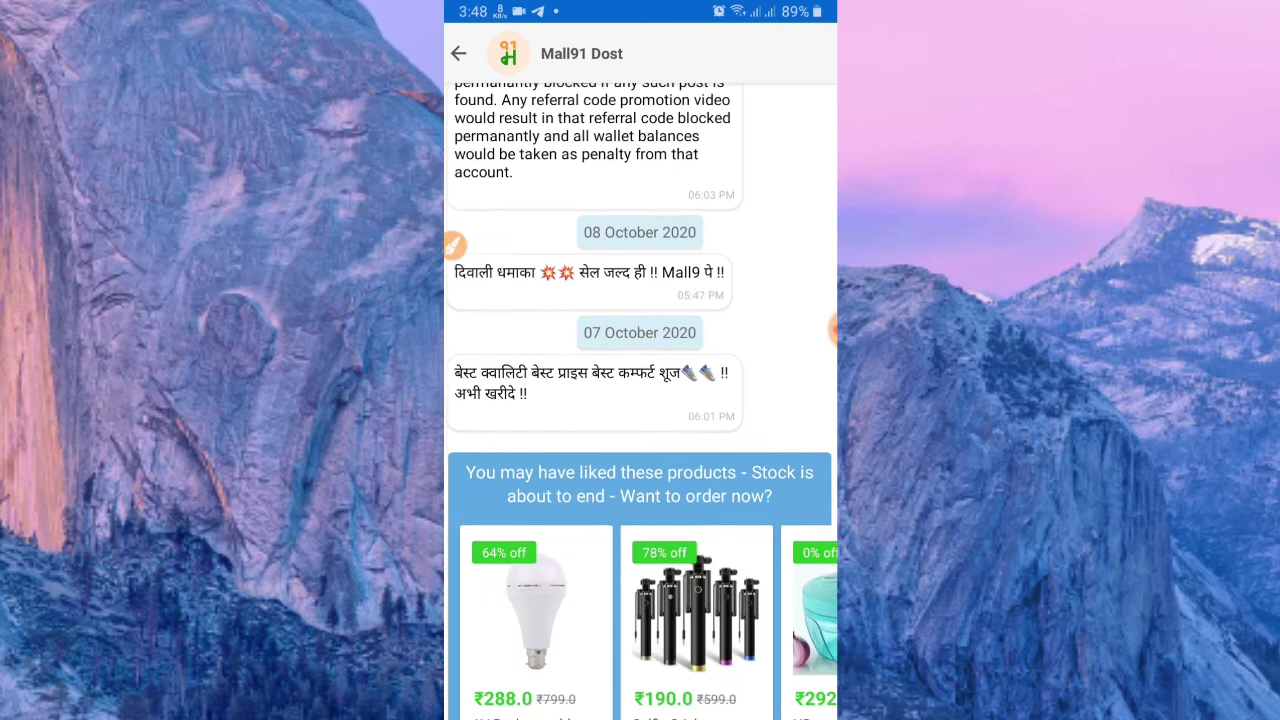 3:48 8 KB/s 89%
९१ म
Mall91 Dost
permanantly blocked if any such post is
found. Any referral code promotion video
would result in that referral code blocked
permanantly and all wallet balances
would be taken as penalty from that
account.
06:03 PM
08 October 2020
दिवाली धमाका 💥💥 सेल जल्द ही !! Mall9 पे !!
05:47 PM
07 October 2020
बेस्ट क्वालिटी बेस्ट प्राइस बेस्ट कम्फर्ट शूज👟👟 !!
अभी खरीदे !!
06:01 PM
You may have liked these products - Stock is
about to end - Want to order now?
64% off 78% off 0% off
₹288.0 ₹799.0 ₹190.0 ₹599.0 ₹292